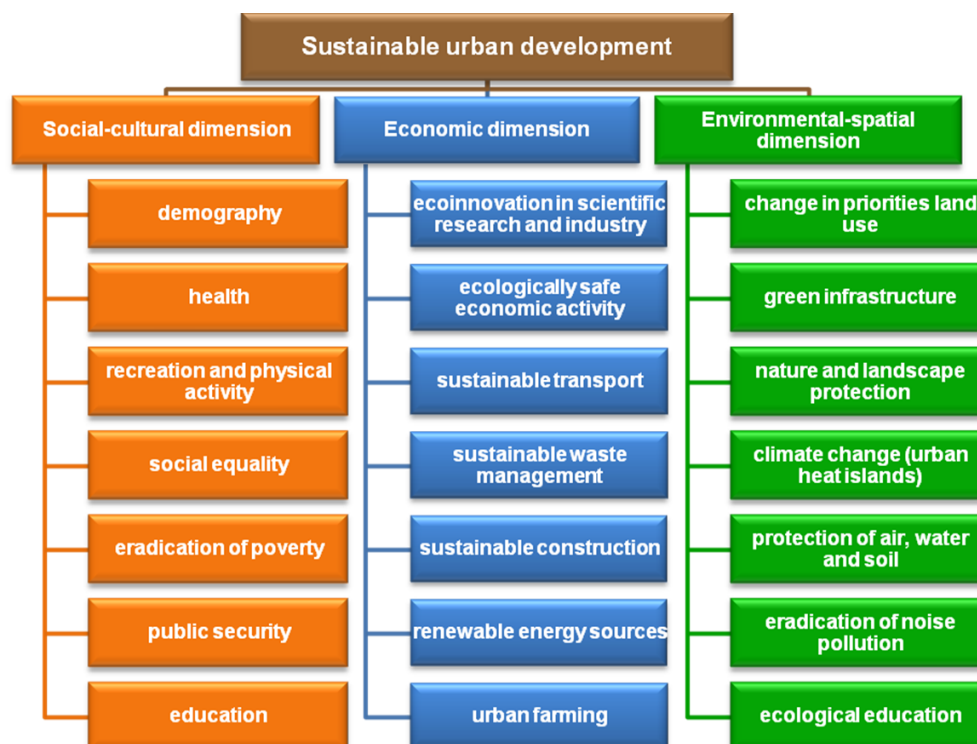 Sustainable urban development
Social-cultural dimension
demography
health
recreation and physical
activity
social equality
eradication of poverty
public security
education
Economic dimension
ecoinnovation in scientific
research and industry
ecologically safe
economic activity
sustainable transport
sustainable waste
management
sustainable construction
renewable energy sources
urban farming
Environmental-spatial
dimension
change in priorities land
use
green infrastructure
nature and landscape
protection
climate change (urban
heat islands)
protection of air, water
and soil
eradication of noise
pollution
ecological education